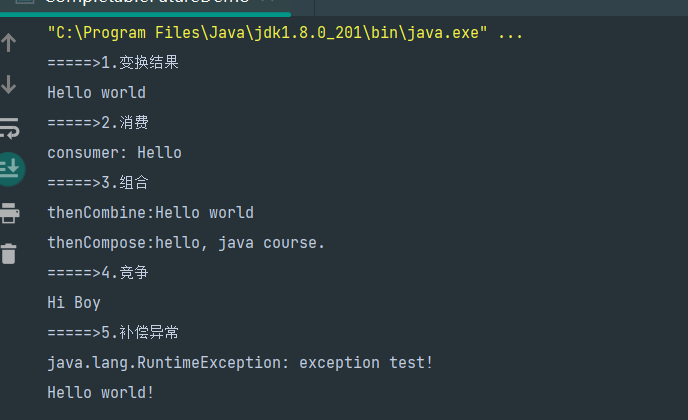 CompletableFutureDemo
"C:\Program Files\Java\jdk1.8.0_201\bin\java.exe" ...
=====>1.变换结果
Hello world
=====>2.消费
consumer: Hello
=====>3.组合
thenCombine:Hello world
thenCompose:hello, java course.
=====>4.竞争
Hi Boy
=====>5.补偿异常
java.lang.RuntimeException: exception test!
Hello world!